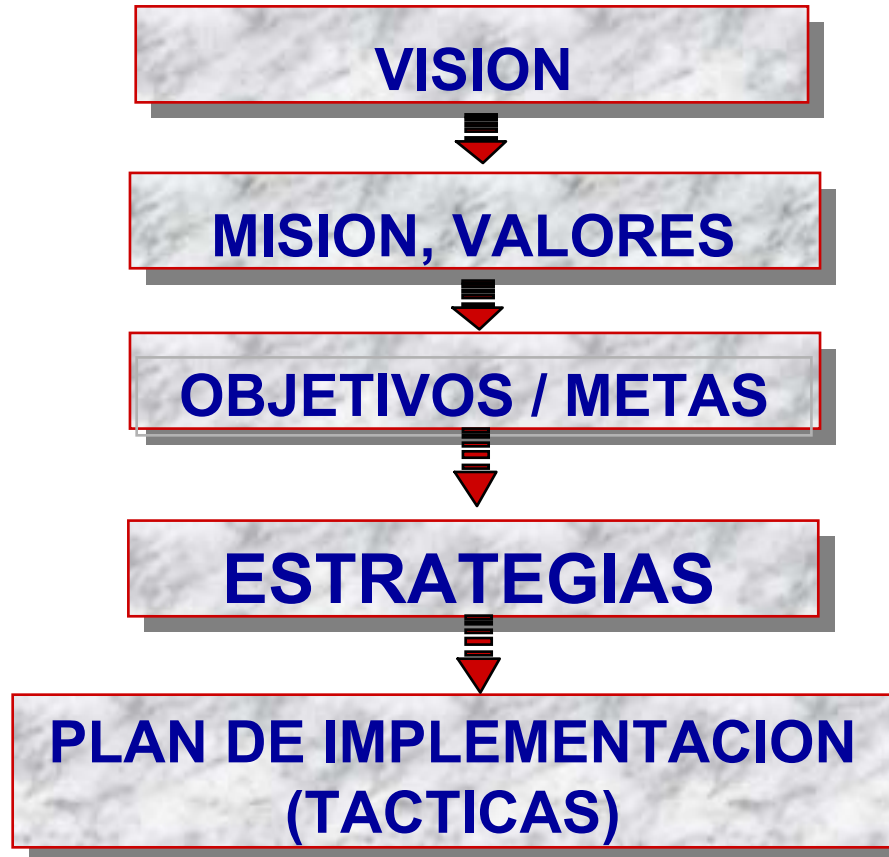 VISION
MISION, VALORES
OBJETIVOS / METAS
ESTRATEGIAS
PLAN DE IMPLEMENTACION
(TACTICAS)